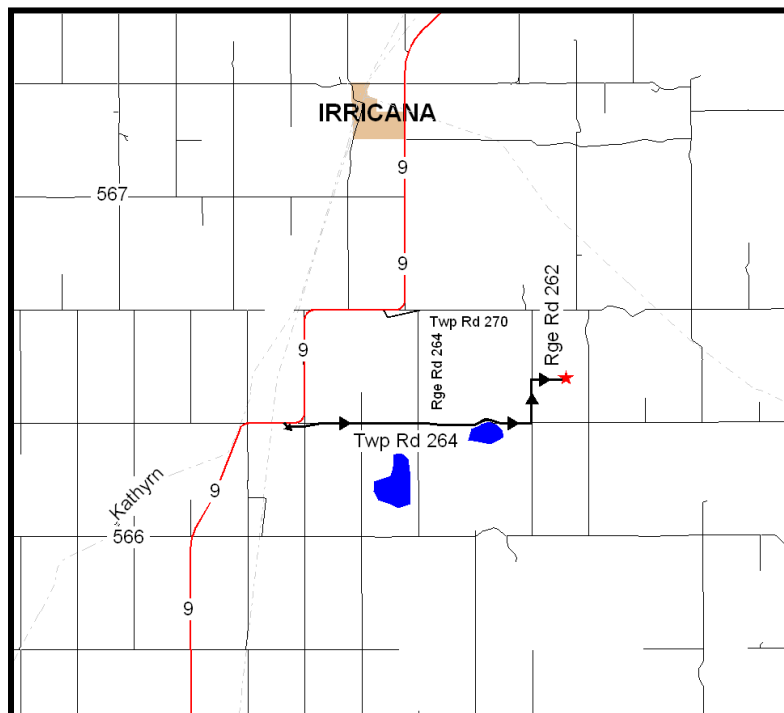 IRRICANA
9
567
9
Rge Rd 262
Twp Rd 270
Rge Rd 264
9
Twp Rd 264
9
Kathyrn
566
9